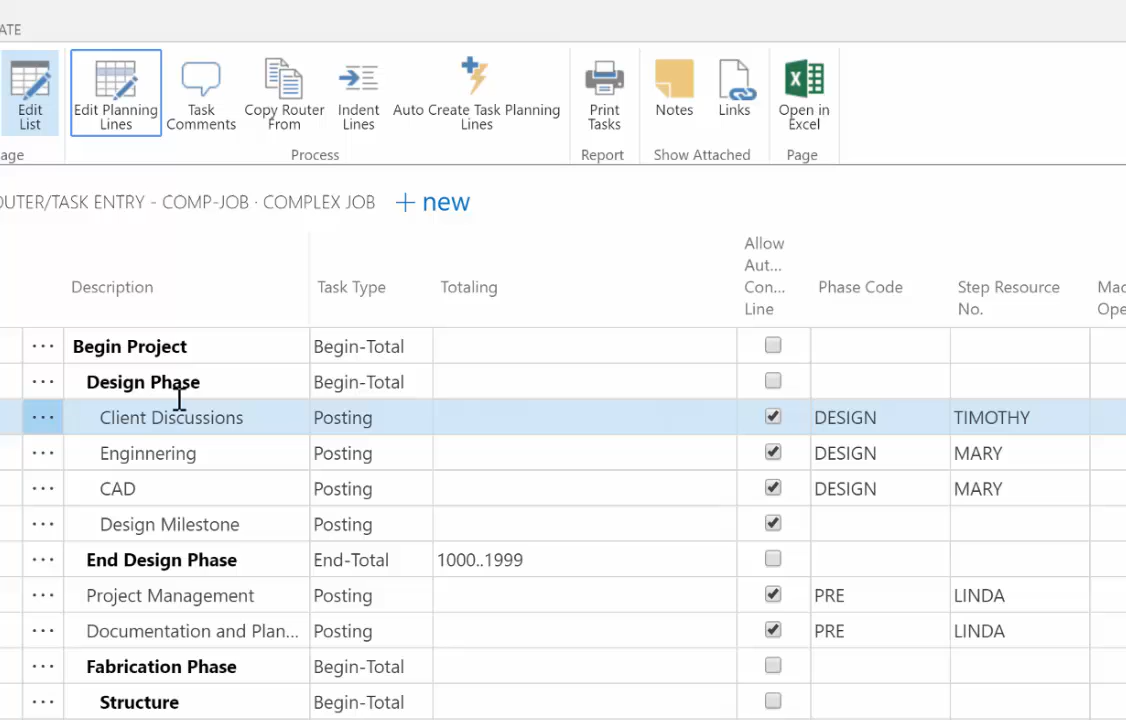 ATE
Edit List
Edit Planning Lines
Task Comments
Copy Router From
Indent Lines
Auto Create Task Planning Lines
Print Tasks
Notes
Links
Open in Excel
age
Process
Report
Show Attached
Page
OUTER/TASK ENTRY - COMP-JOB · COMPLEX JOB + new
Description Task Type Totaling Allow Aut... Con... Line Phase Code Step Resource No. Mac Ope
Begin Project Begin-Total
Design Phase Begin-Total
Client Discussions Posting DESIGN TIMOTHY
Enginnering Posting DESIGN MARY
CAD Posting DESIGN MARY
Design Milestone Posting
End Design Phase End-Total 1000..1999
Project Management Posting PRE LINDA
Documentation and Plan... Posting PRE LINDA
Fabrication Phase Begin-Total
Structure Begin-Total